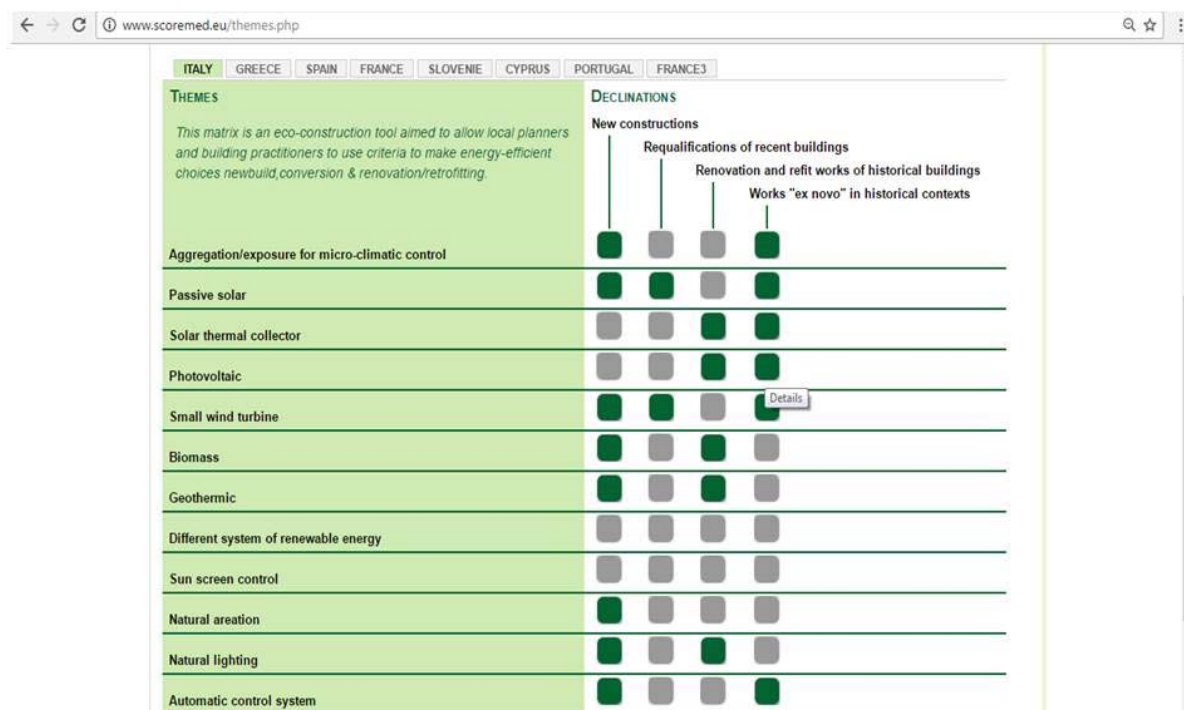 www.scoremed.eu/themes.php
ITALY GREECE SPAIN FRANCE SLOVENIE CYPRUS PORTUGAL FRANCE3
THEMES
This matrix is an eco-construction tool aimed to allow local planners
and building practitioners to use criteria to make energy-efficient
choices newbuild,conversion & renovation/retrofitting.
DECLINATIONS
New constructions
Requalifications of recent buildings
Renovation and refit works of historical buildings
Works "ex novo" in historical contexts
Aggregation/exposure for micro-climatic control
Passive solar
Solar thermal collector
Photovoltaic
Details
Small wind turbine
Biomass
Geothermic
Different system of renewable energy
Sun screen control
Natural areation
Natural lighting
Automatic control system